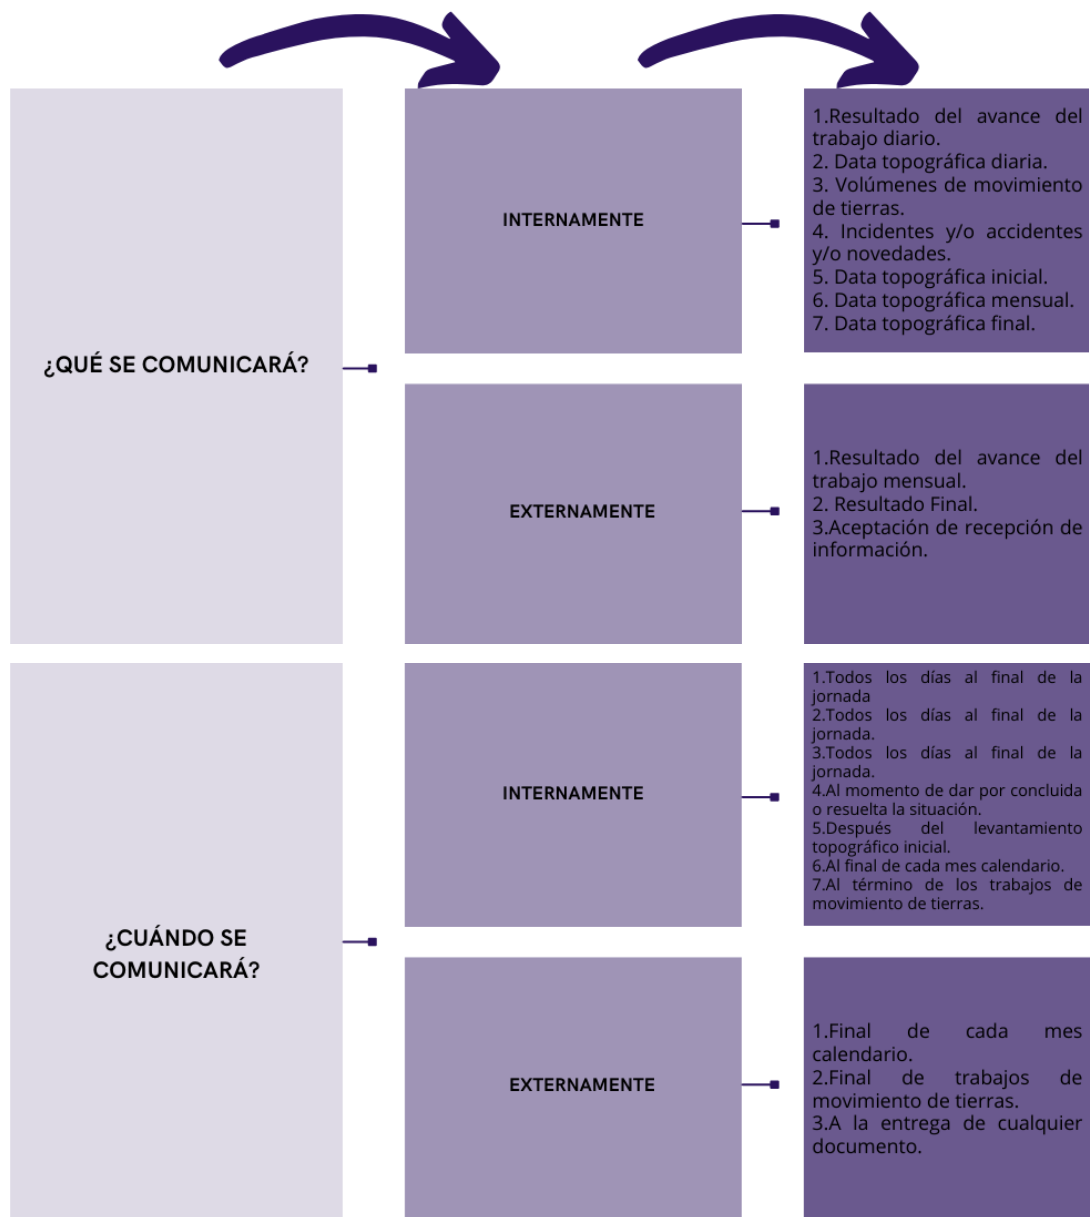 ¿QUÉ SE COMUNICARÁ?
INTERNAMENTE
1.Resultado del avance del
trabajo diario.
2. Data topográfica diaria.
3. Volúmenes de movimiento
de tierras.
4. Incidentes y/o accidentes
y/o novedades.
5. Data topográfica inicial.
6. Data topográfica mensual.
7. Data topográfica final.
EXTERNAMENTE
1.Resultado del avance del
trabajo mensual.
2. Resultado Final.
3.Aceptación de recepción de
información.
¿CUÁNDO SE
COMUNICARÁ?
INTERNAMENTE
1.Todos los días al final de la
jornada
2.Todos los días al final de la
jornada.
3.Todos los días al final de la
jornada.
4.Al momento de dar por concluida
o resuelta la situación.
5.Después del levantamiento
topográfico inicial.
6.Al final de cada mes calendario.
7.Al término de los trabajos de
movimiento de tierras.
EXTERNAMENTE
1.Final de cada mes
calendario.
2.Final de trabajos de
movimiento de tierras.
3.A la entrega de cualquier
documento.